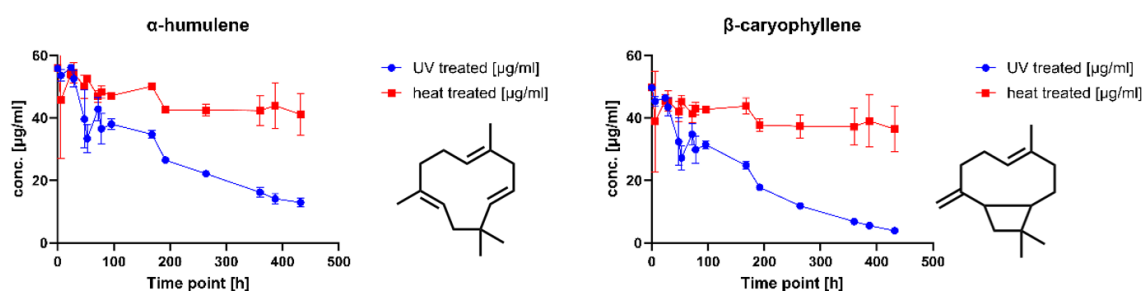 α-humulene
60
40
20
0
conc. [µg/ml]
0 100 200 300 400 500
Time point [h]
UV treated [µg/ml]
heat treated [µg/ml]
β-caryophyllene
60
40
20
0
conc. [µg/ml]
0 100 200 300 400 500
Time point [h]
UV treated [µg/ml]
heat treated [µg/ml]